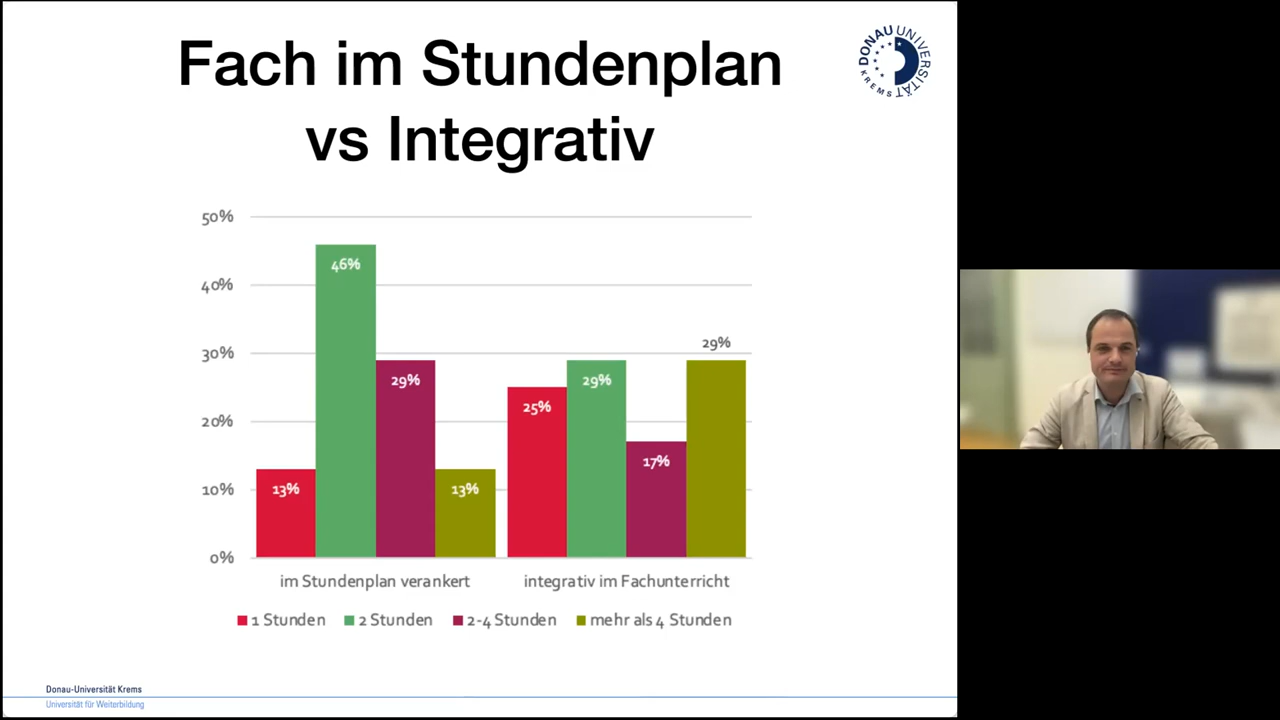 Fach im Stundenplan
vs Integrativ
DONAU UNIVERSITÄT
KREMS
50%
40%
30%
20%
10%
0%
46%
29%
13%
13%
29%
25%
29%
17%
im Stundenplan verankert
integrativ im Fachunterricht
1 Stunden
2 Stunden
2-4 Stunden
mehr als 4 Stunden
Donau-Universität Krems
Universität für Weiterbildung